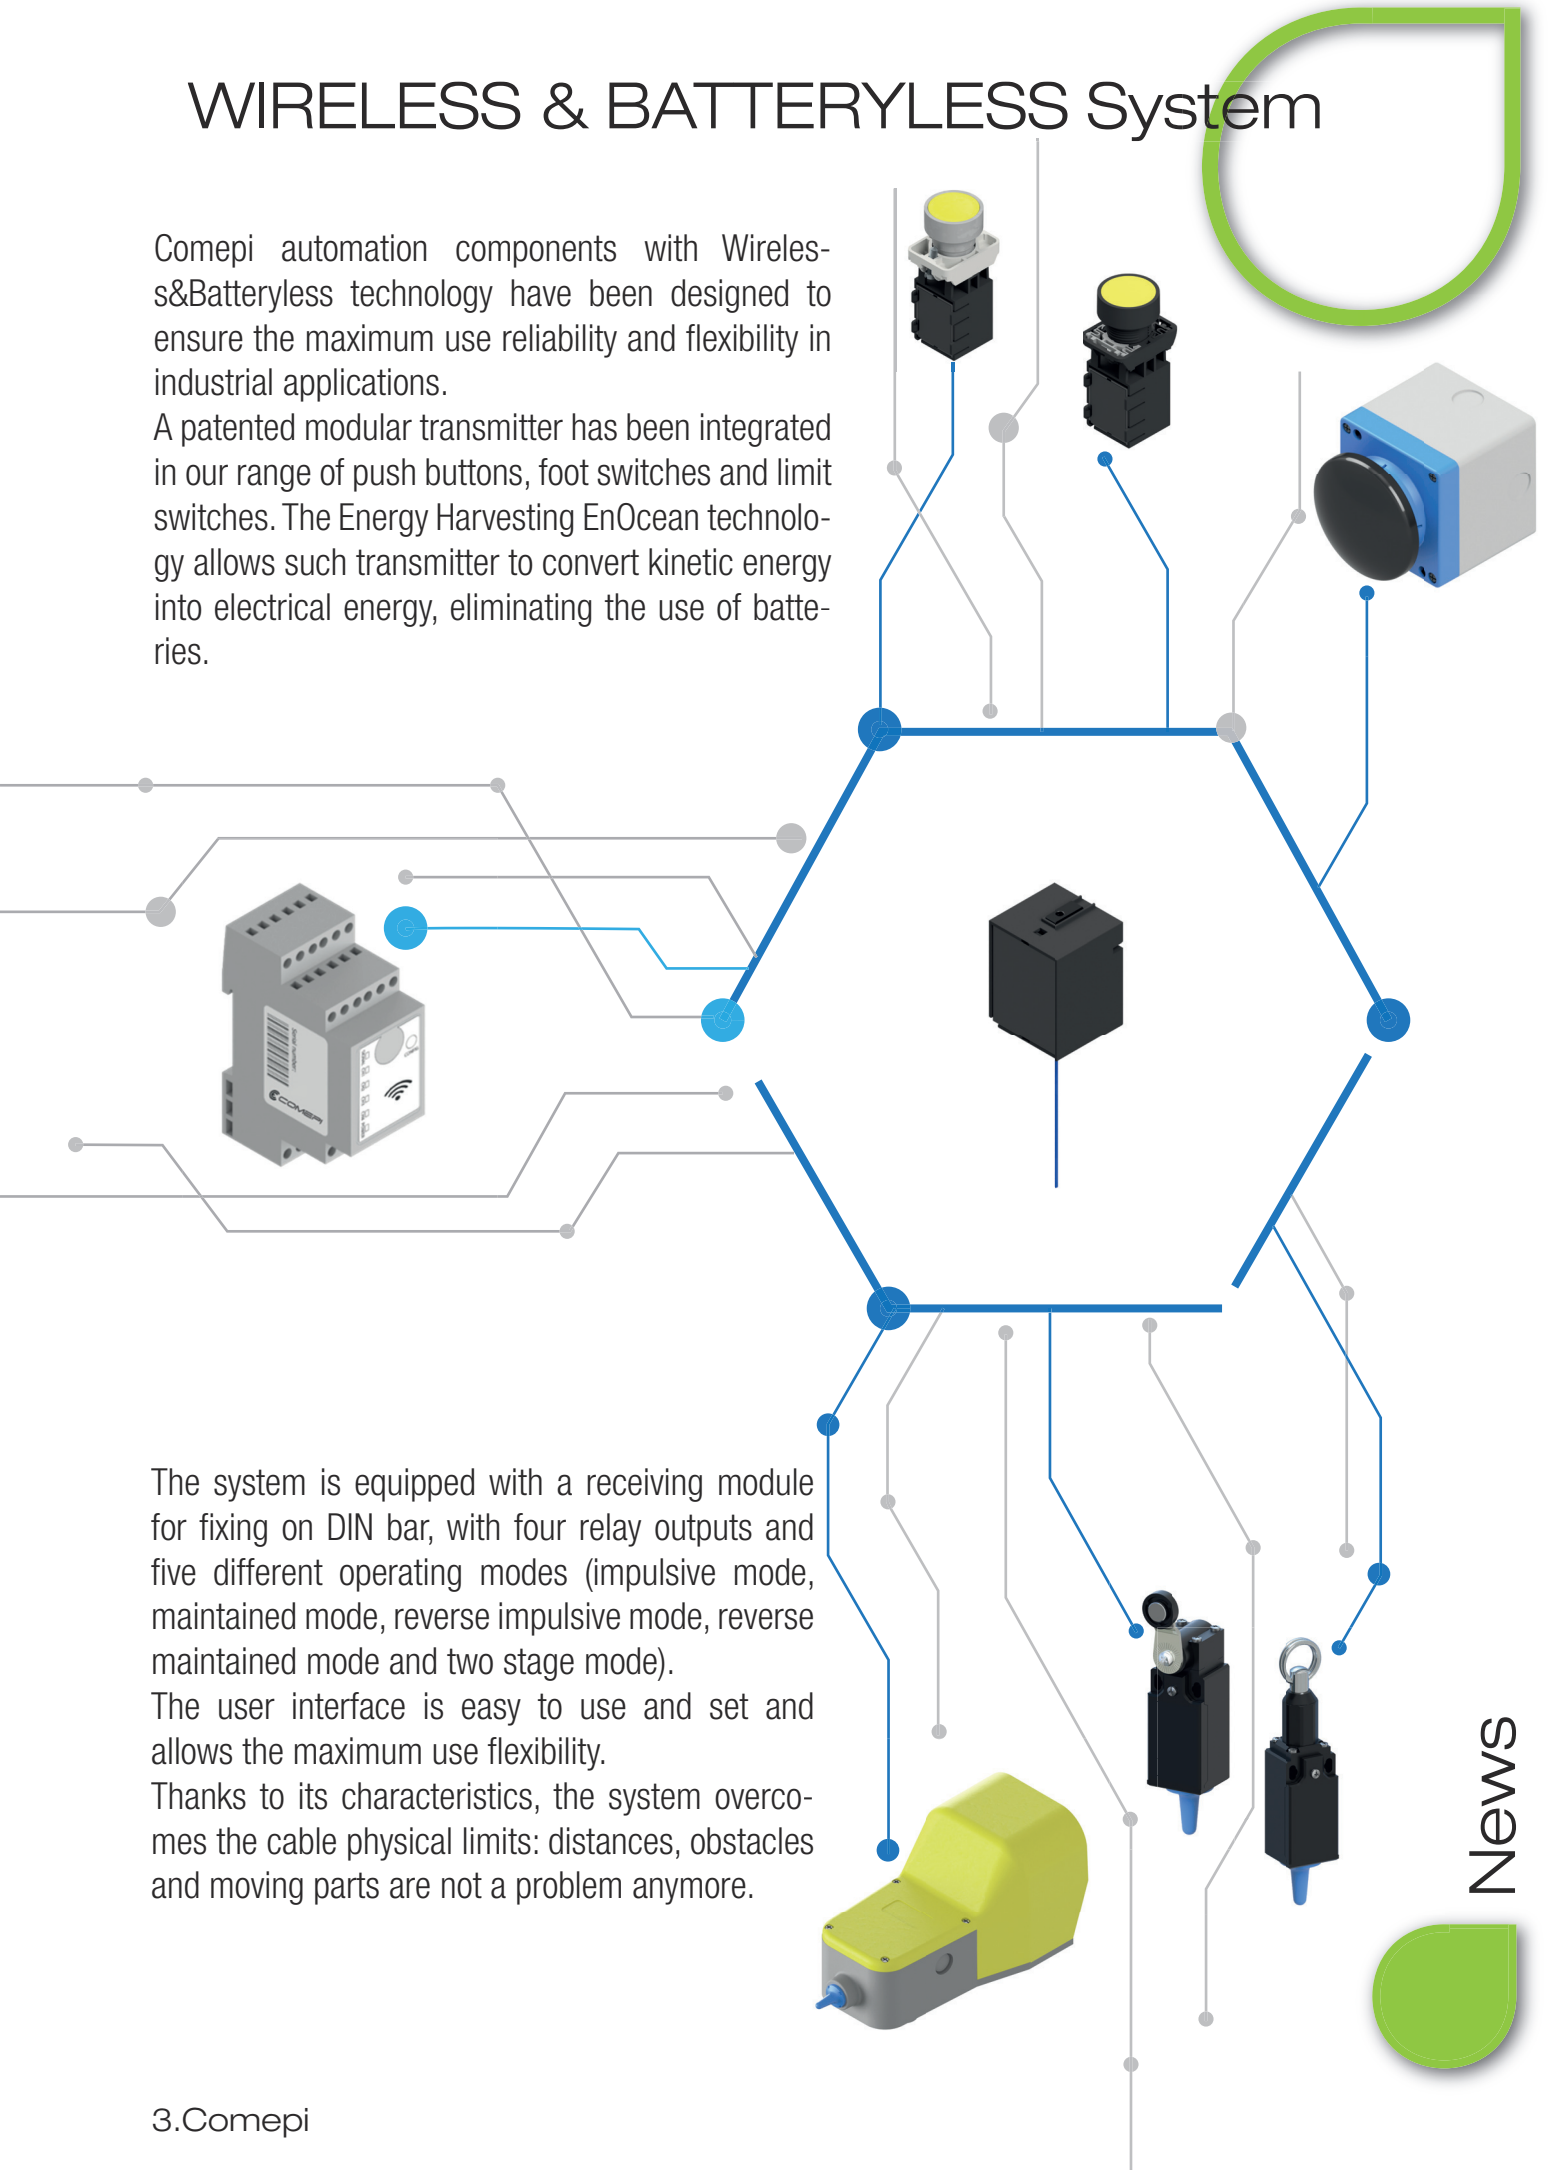 WIRELESS & BATTERYLESS System
Comepi automation components with Wireles-
s&Batteryless technology have been designed to
ensure the maximum use reliability and flexibility in
industrial applications.
A patented modular transmitter has been integrated
in our range of push buttons, foot switches and limit
switches. The Energy Harvesting EnOcean technolo-
gy allows such transmitter to convert kinetic energy
into electrical energy, eliminating the use of batte-
ries.
Serial number:
COMEPI
The system is equipped with a receiving module
for fixing on DIN bar, with four relay outputs and
five different operating modes (impulsive mode,
maintained mode, reverse impulsive mode, reverse
maintained mode and two stage mode).
The user interface is easy to use and set and
allows the maximum use flexibility.
Thanks to its characteristics, the system overco-
mes the cable physical limits: distances, obstacles
and moving parts are not a problem anymore.
News
3.Comepi